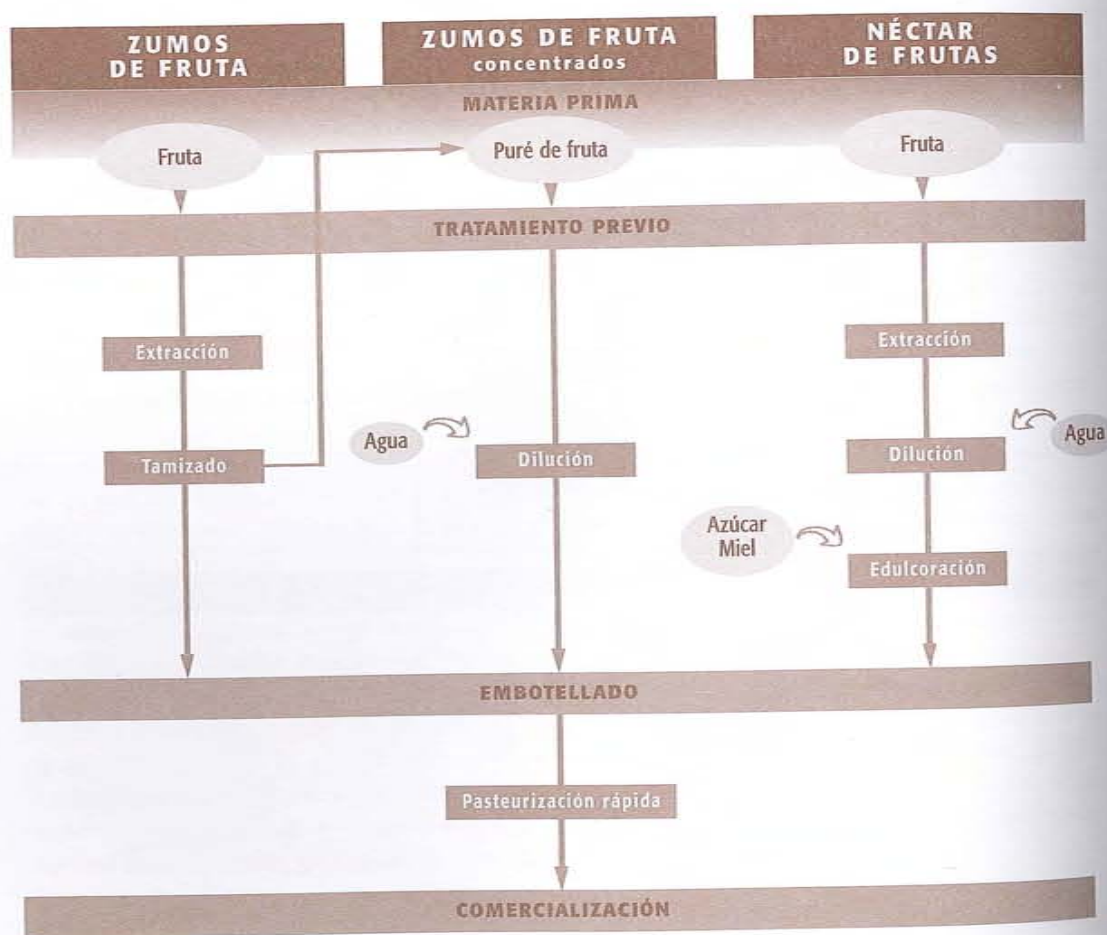 ZUMOS
DE FRUTA
ZUMOS DE FRUTA
concentrados
NÉCTAR
DE FRUTAS
MATERIA PRIMA
Fruta
Puré de fruta
Fruta
TRATAMIENTO PREVIO
Extracción
Extracción
Agua
Agua
Tamizado
Dilución
Dilución
Azúcar
Miel
Edulcoración
EMBOTELLADO
Pasteurización rápida
COMERCIALIZACIÓN